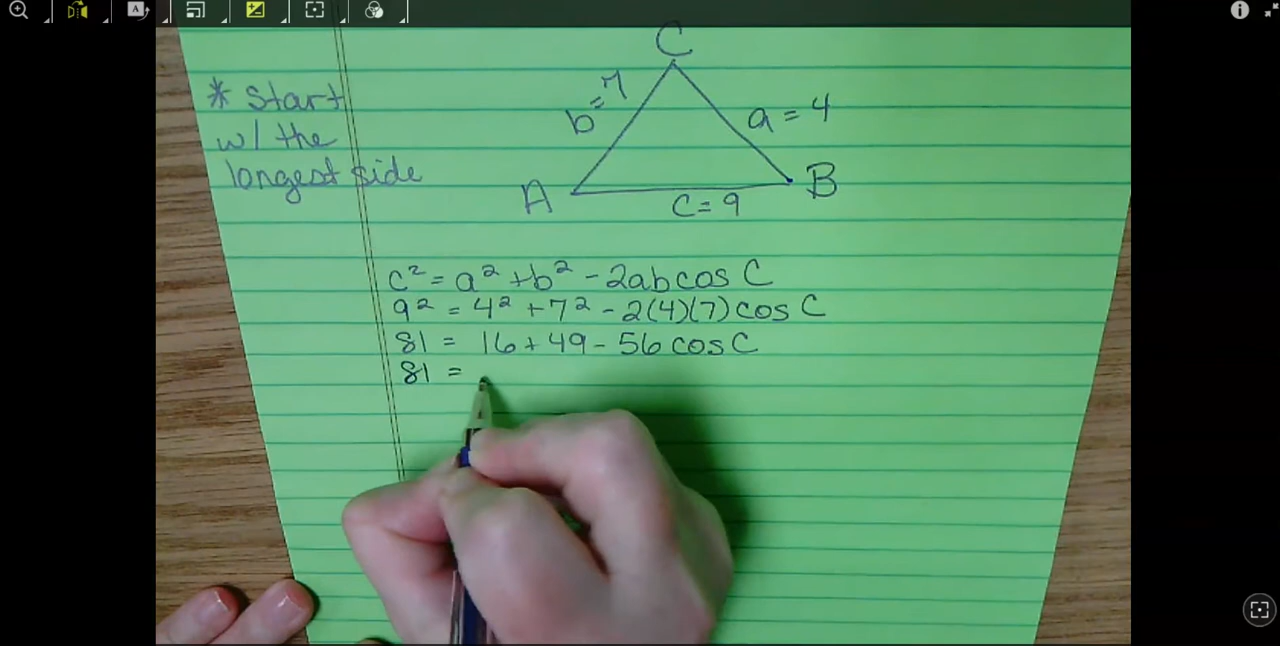 C
* Start
w/ the
longest side
b = 7
a = 4
A
B
c = 9
c² = a² + b² - 2ab cos C
9² = 4² + 7² - 2(4)(7) cos C
81 = 16 + 49 - 56 cos C
81 =